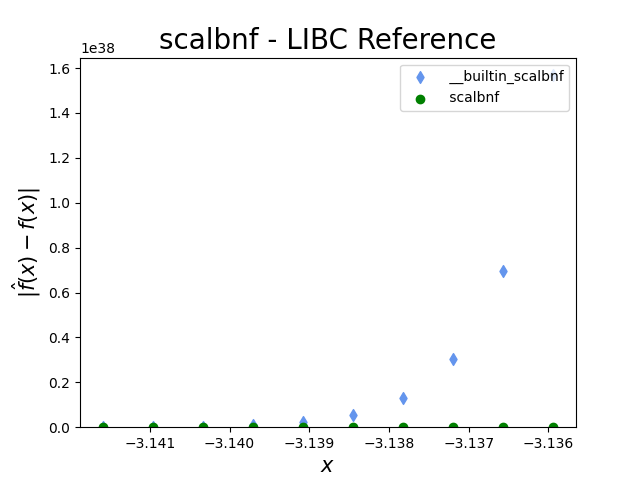 scalbnf - LIBC Reference
1e38
__builtin_scalbnf
scalbnf
1.6
1.4
1.2
1.0
0.8
0.6
0.4
0.2
0.0
|f̂(x) − f(x)|
−3.141 −3.140 −3.139 −3.138 −3.137 −3.136
x